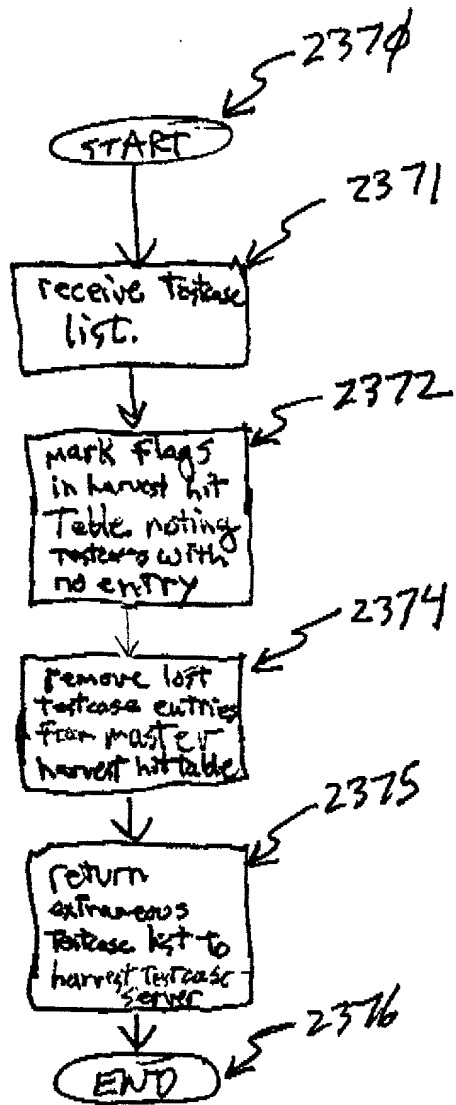 2370
START
2371
receive Testcase
list.
2372
mark flags
in harvest hit
Table noting
testcases with
no entry
2374
remove lost
testcase entries
from master
harvest hit table
2375
return
extraneous
Testcase list to
harvest testcase
server
2376
END